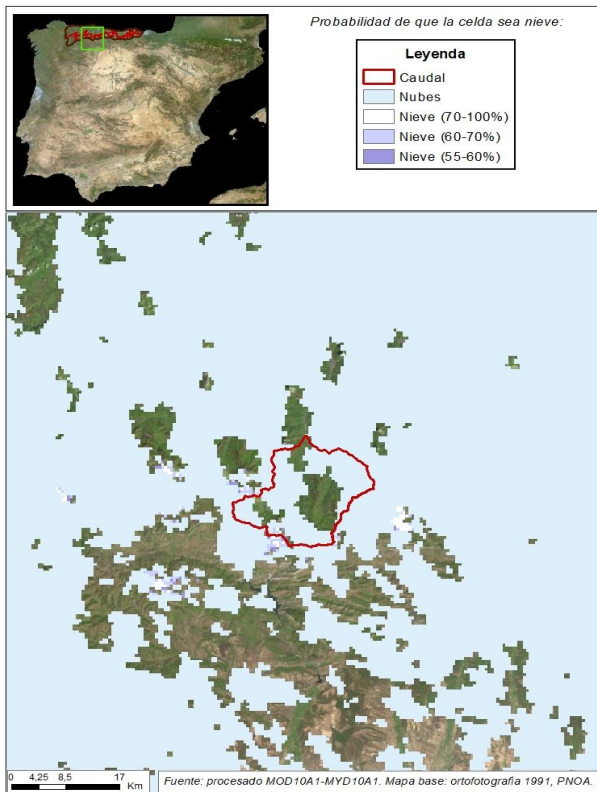 Probabilidad de que la celda sea nieve:
Leyenda
Caudal
Nubes
Nieve (70-100%)
Nieve (60-70%)
Nieve (55-60%)
0 4,25 8,5 17
Km
Fuente: procesado MOD10A1-MYD10A1. Mapa base: ortofotografia 1991, PNOA.